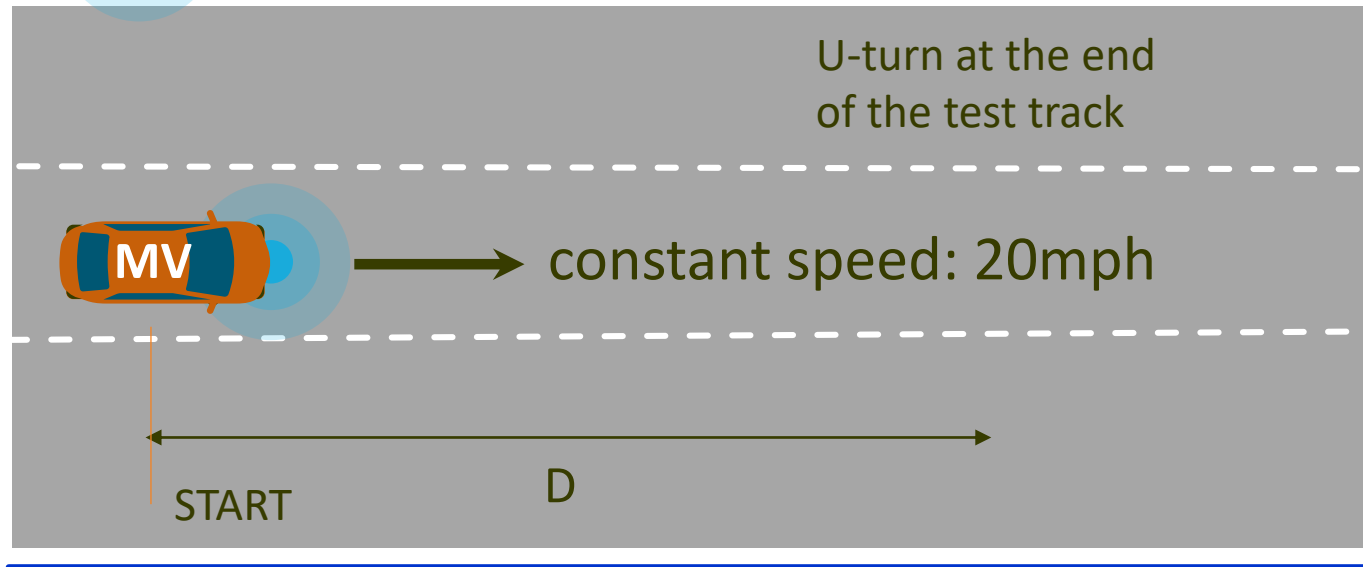 U-turn at the end
of the test track
MV
constant speed: 20mph
D
START